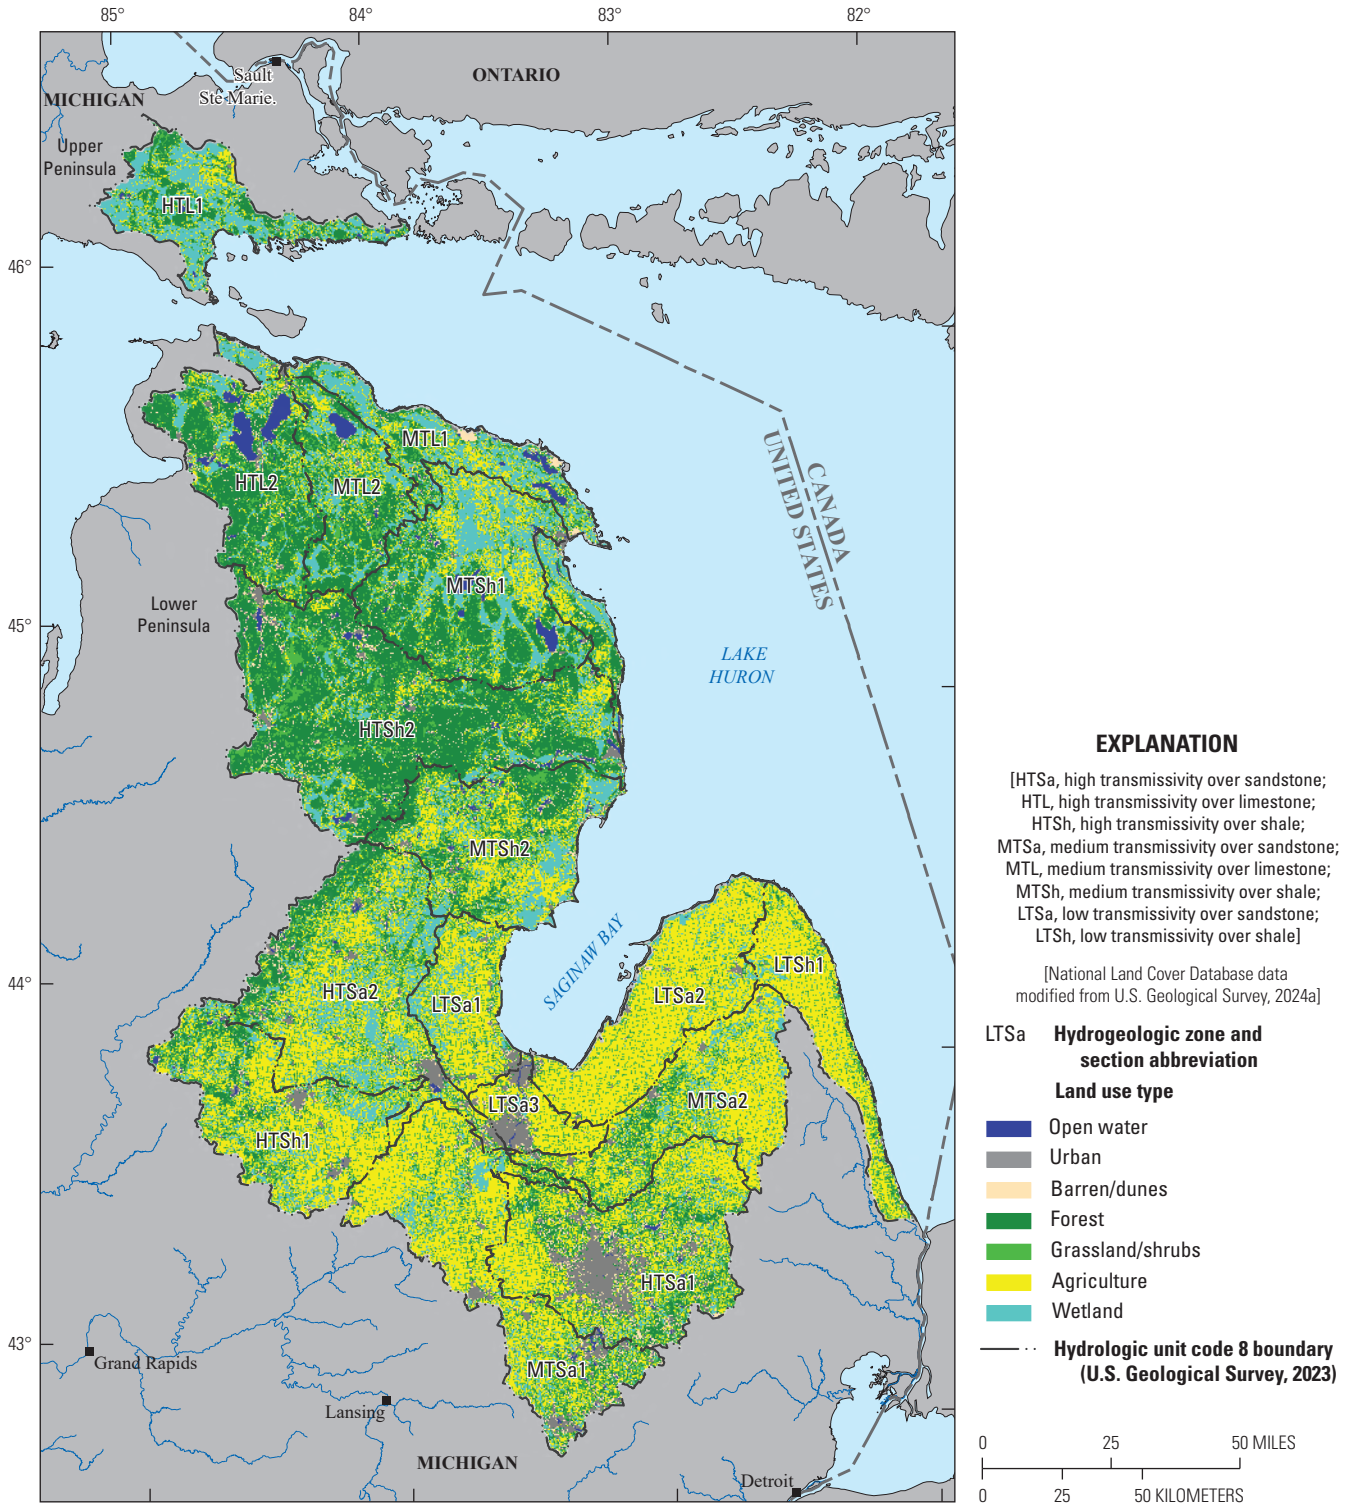 85°
84°
83°
82°
Sault
Ste Marie.
ONTARIO
MICHIGAN
Upper
Peninsula
HTL1
46°
MTL1
HTL2
MTL2
CANADA
UNITED STATES
MTSh1
Lower
Peninsula
45°
LAKE
HURON
HTSh2
MTSh2
SAGINAW BAY
LTSh1
44°
HTSa2
LTSa1
LTSa2
LTSa3
MTSa2
HTSh1
HTSa1
43°
Grand Rapids
MTSa1
Lansing
MICHIGAN
Detroit
EXPLANATION
[HTSa, high transmissivity over sandstone;
HTL, high transmissivity over limestone;
HTSh, high transmissivity over shale;
MTSa, medium transmissivity over sandstone;
MTL, medium transmissivity over limestone;
MTSh, medium transmissivity over shale;
LTSa, low transmissivity over sandstone;
LTSh, low transmissivity over shale]
[National Land Cover Database data
modified from U.S. Geological Survey, 2024a]
LTSa Hydrogeologic zone and
section abbreviation
Land use type
Open water
Urban
Barren/dunes
Forest
Grassland/shrubs
Agriculture
Wetland
Hydrologic unit code 8 boundary
(U.S. Geological Survey, 2023)
0 25 50 MILES
0 25 50 KILOMETERS